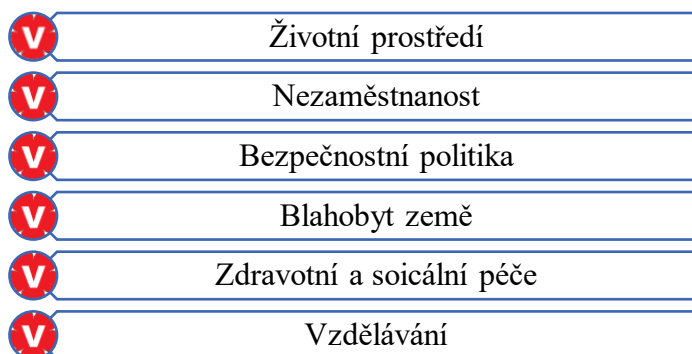 V Životní prostředí
V Nezaměstnanost
V Bezpečnostní politika
V Blahobyt země
V Zdravotní a soicální péče
V Vzdělávání